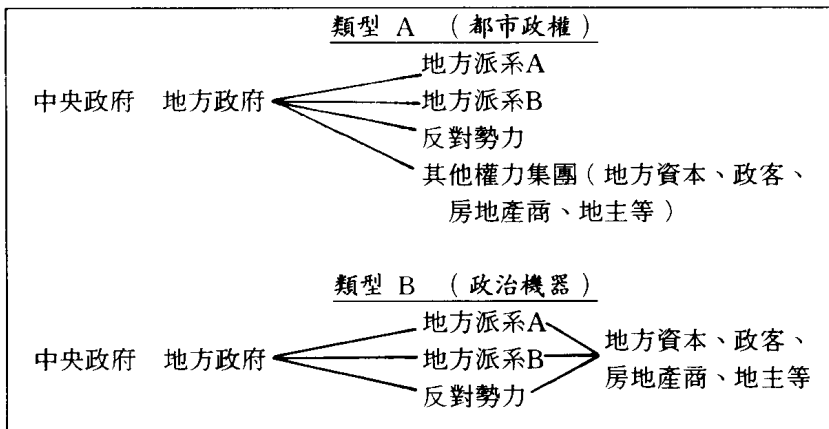 類型 A （都市政權）
地方派系A
中央政府 地方政府 地方派系B
反對勢力
其他權力集團（地方資本、政客、
房地產商、地主等）
類型 B （政治機器）
地方派系A
中央政府 地方政府 地方派系B
反對勢力
地方資本、政客、
房地產商、地主等